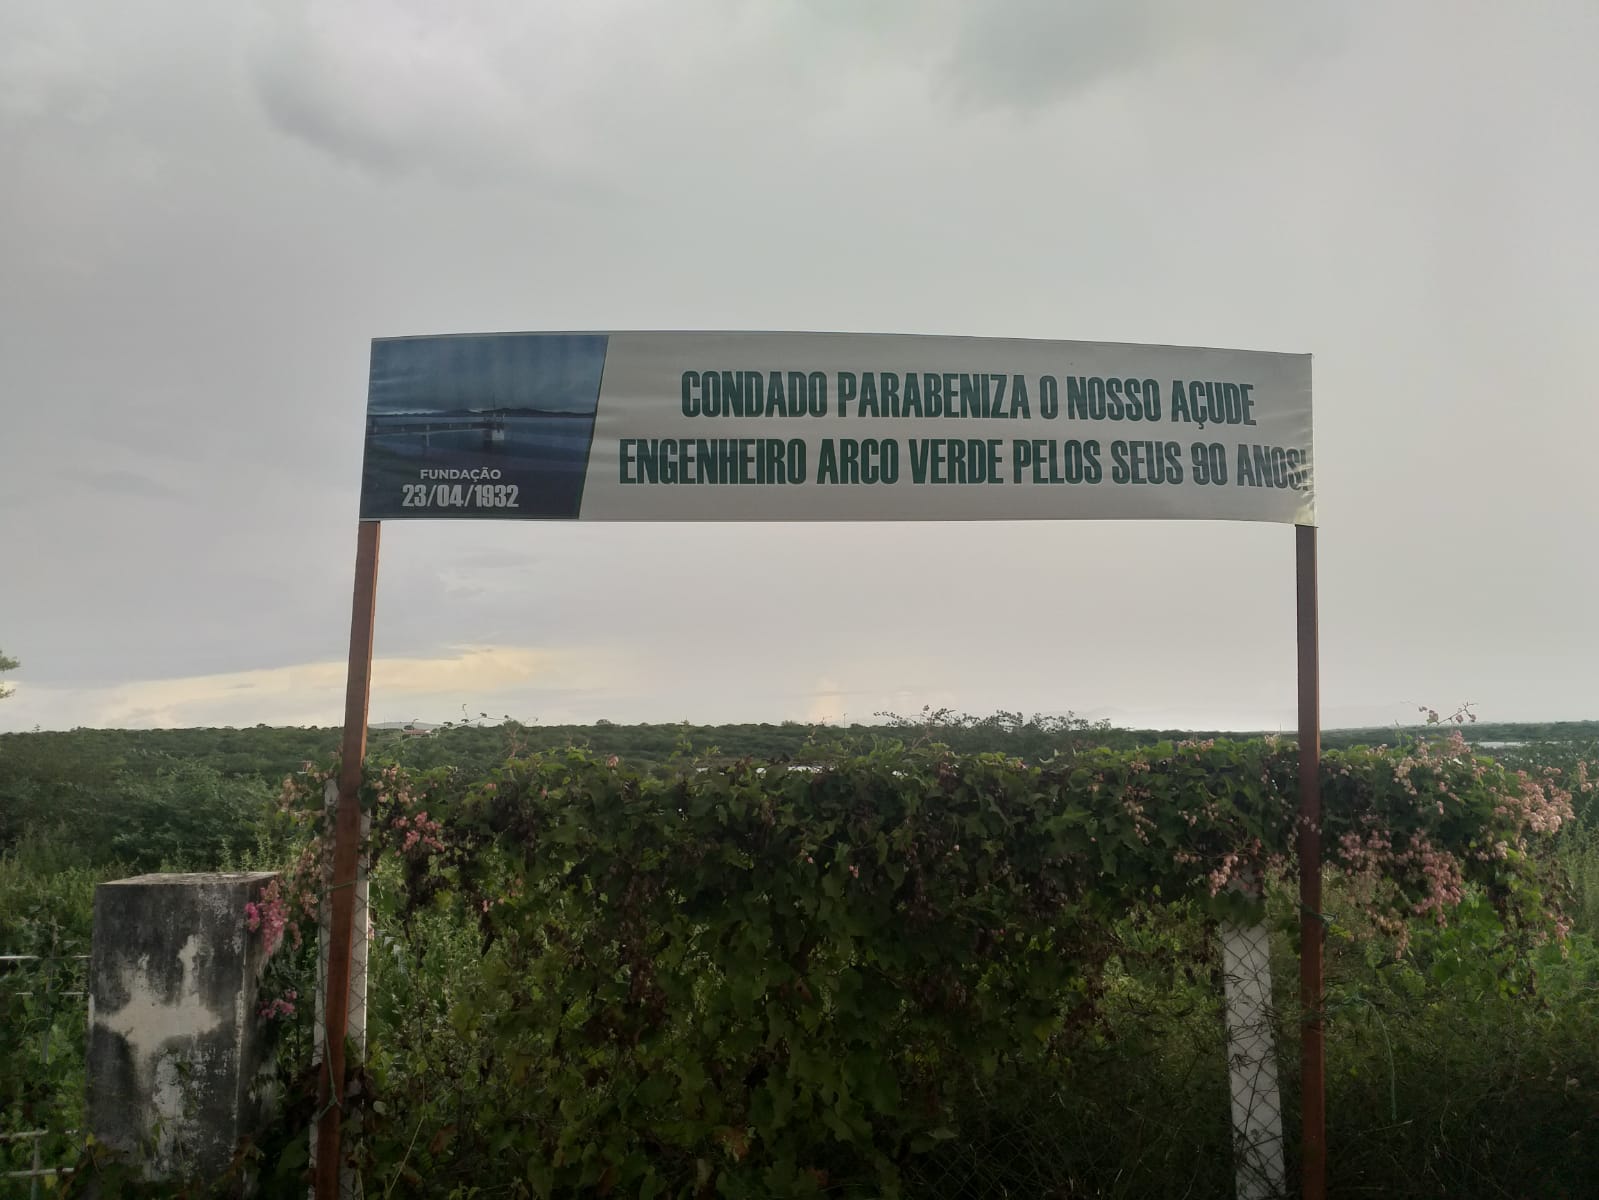 CONDADO PARABENIZA O NOSSO AÇUDE
ENGENHEIRO ARCO VERDE PELOS SEUS 90 ANOS!
FUNDAÇÃO
23/04/1932